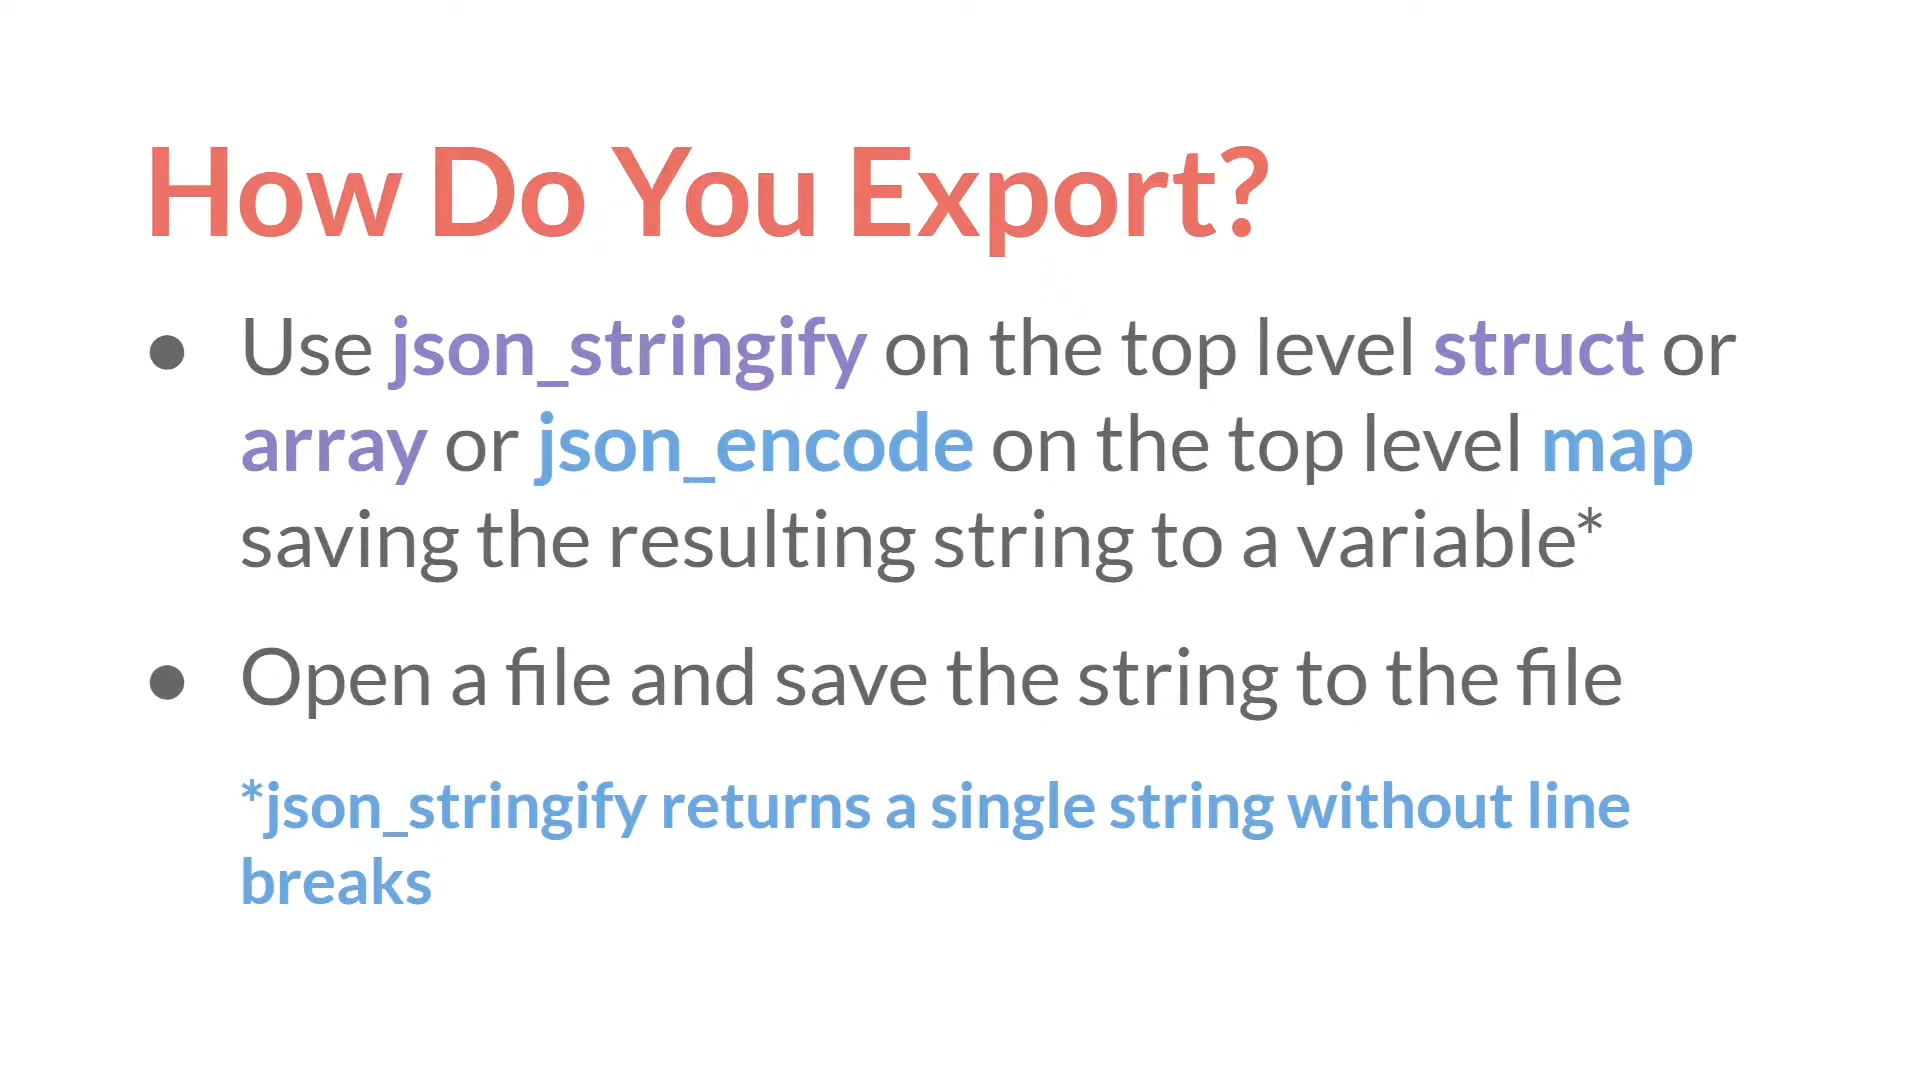 How Do You Export?
● Use json_stringify on the top level struct or
array or json_encode on the top level map
saving the resulting string to a variable*
● Open a file and save the string to the file
*json_stringify returns a single string without line
breaks